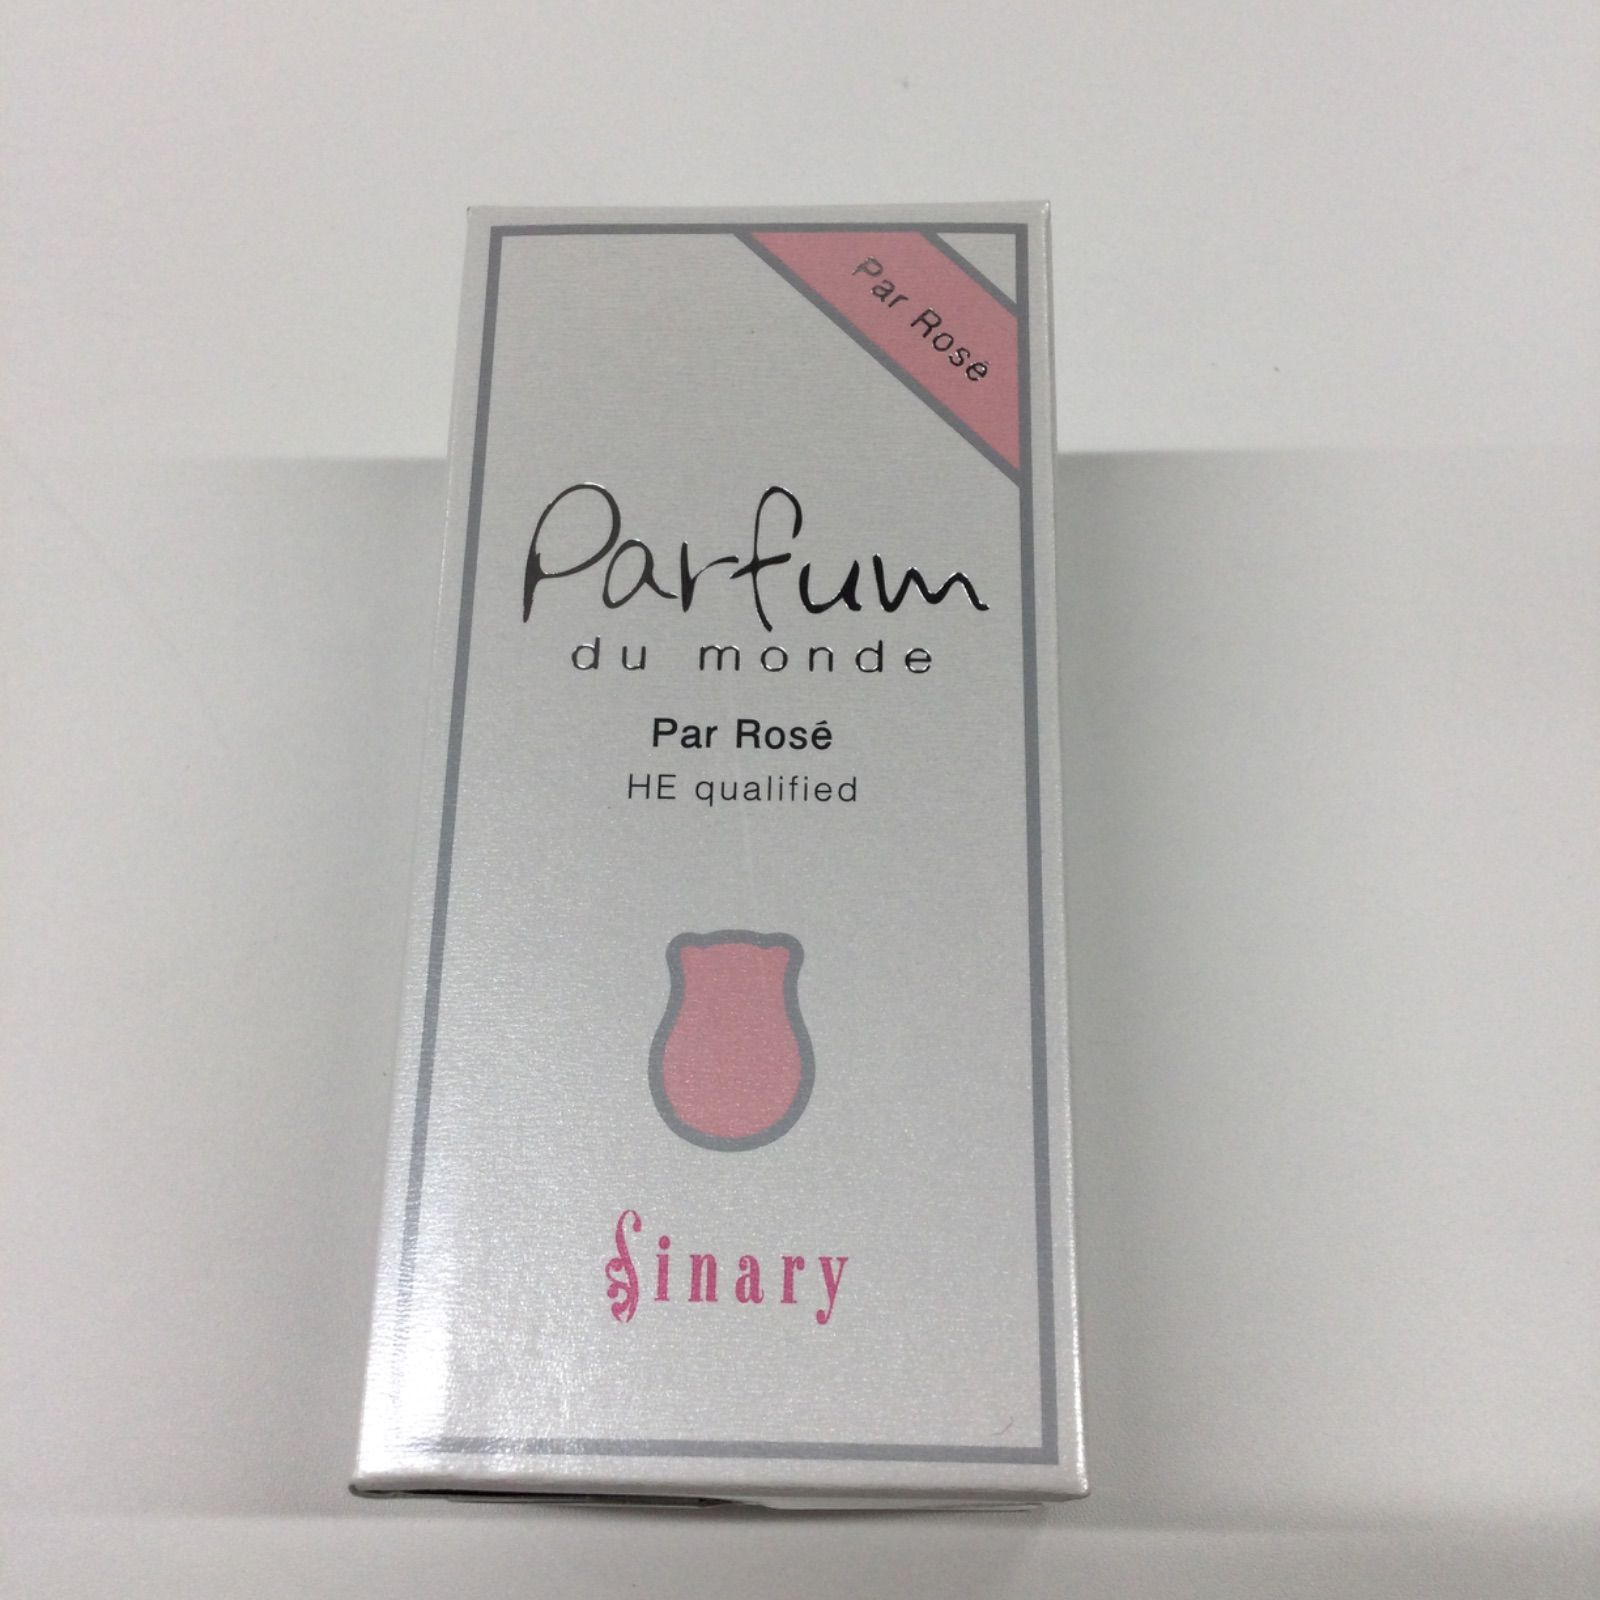 Par Rosé
Parfum
du monde
Par Rosé
HE qualified
Sinary